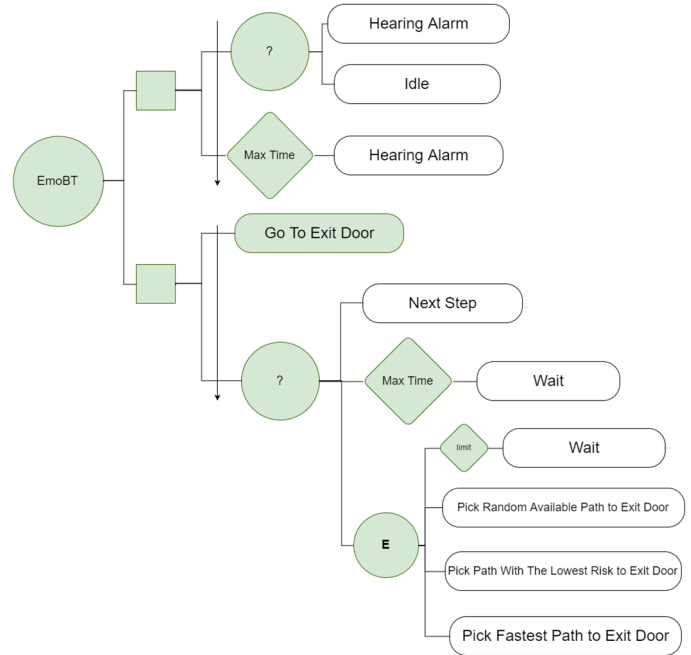 Hearing Alarm
?
Idle
Max Time
Hearing Alarm
EmoBT
Go To Exit Door
Next Step
?
Max Time
Wait
limit
Wait
Pick Random Available Path to Exit Door
E
Pick Path With The Lowest Risk to Exit Door
Pick Fastest Path to Exit Door